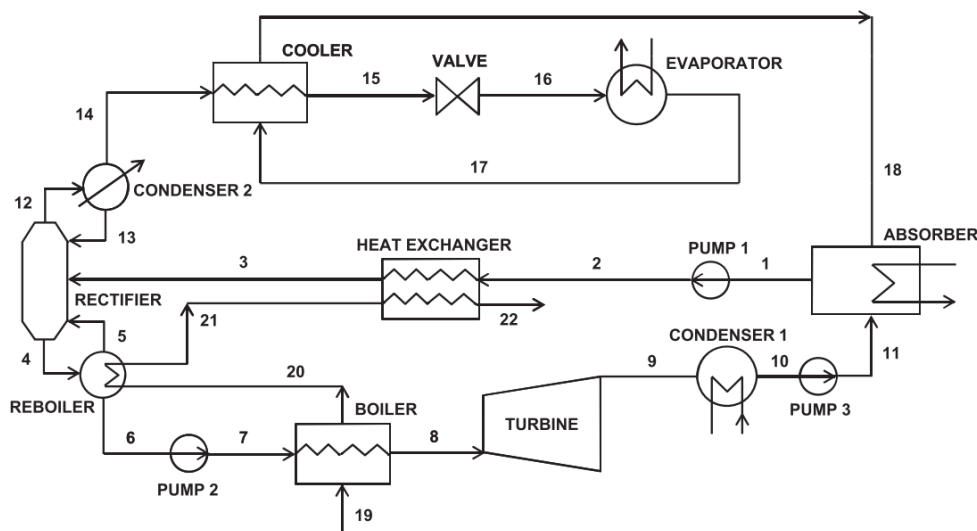 COOLER
VALVE
EVAPORATOR
15
16
14
17
18
12
CONDENSER 2
13
HEAT EXCHANGER
PUMP 1
ABSORBER
3
2
1
RECTIFIER
21
22
CONDENSER 1
4
5
20
9
10
11
REBOILER
BOILER
TURBINE
PUMP 3
6
7
8
PUMP 2
19